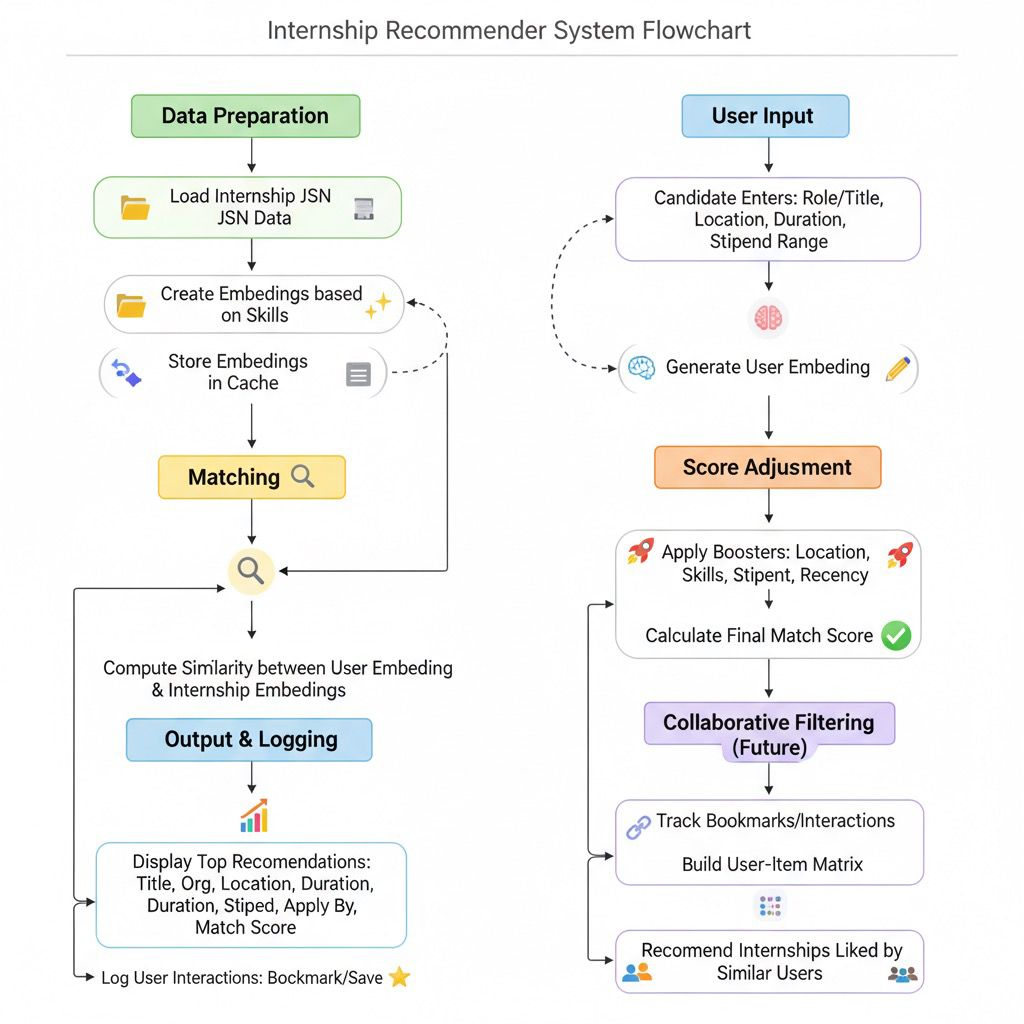 Internship Recommender System Flowchart
Data Preparation
Load Internship JSN
JSN Data
Create Embedings based
on Skills
Store Embedings
in Cache
Matching
Compute Similarity between User Embeding
& Internship Embedings
Output & Logging
Display Top Recomendations:
Title, Org, Location, Duration,
Duration, Stiped, Apply By,
Match Score
Log User Interactions: Bockmark/Save
User Input
Candidate Enters: Role/Title,
Location, Duration,
Stipend Range
Generate User Embeding
Score Adjusment
Apply Boosters: Location,
Skills, Stipent, Recency
Calculate Final Match Score
Collaborative Filtering
(Future)
Track Bookmarks/Interactions
Build User-Item Matrix
Recomend Internships Liked by
Similar Users